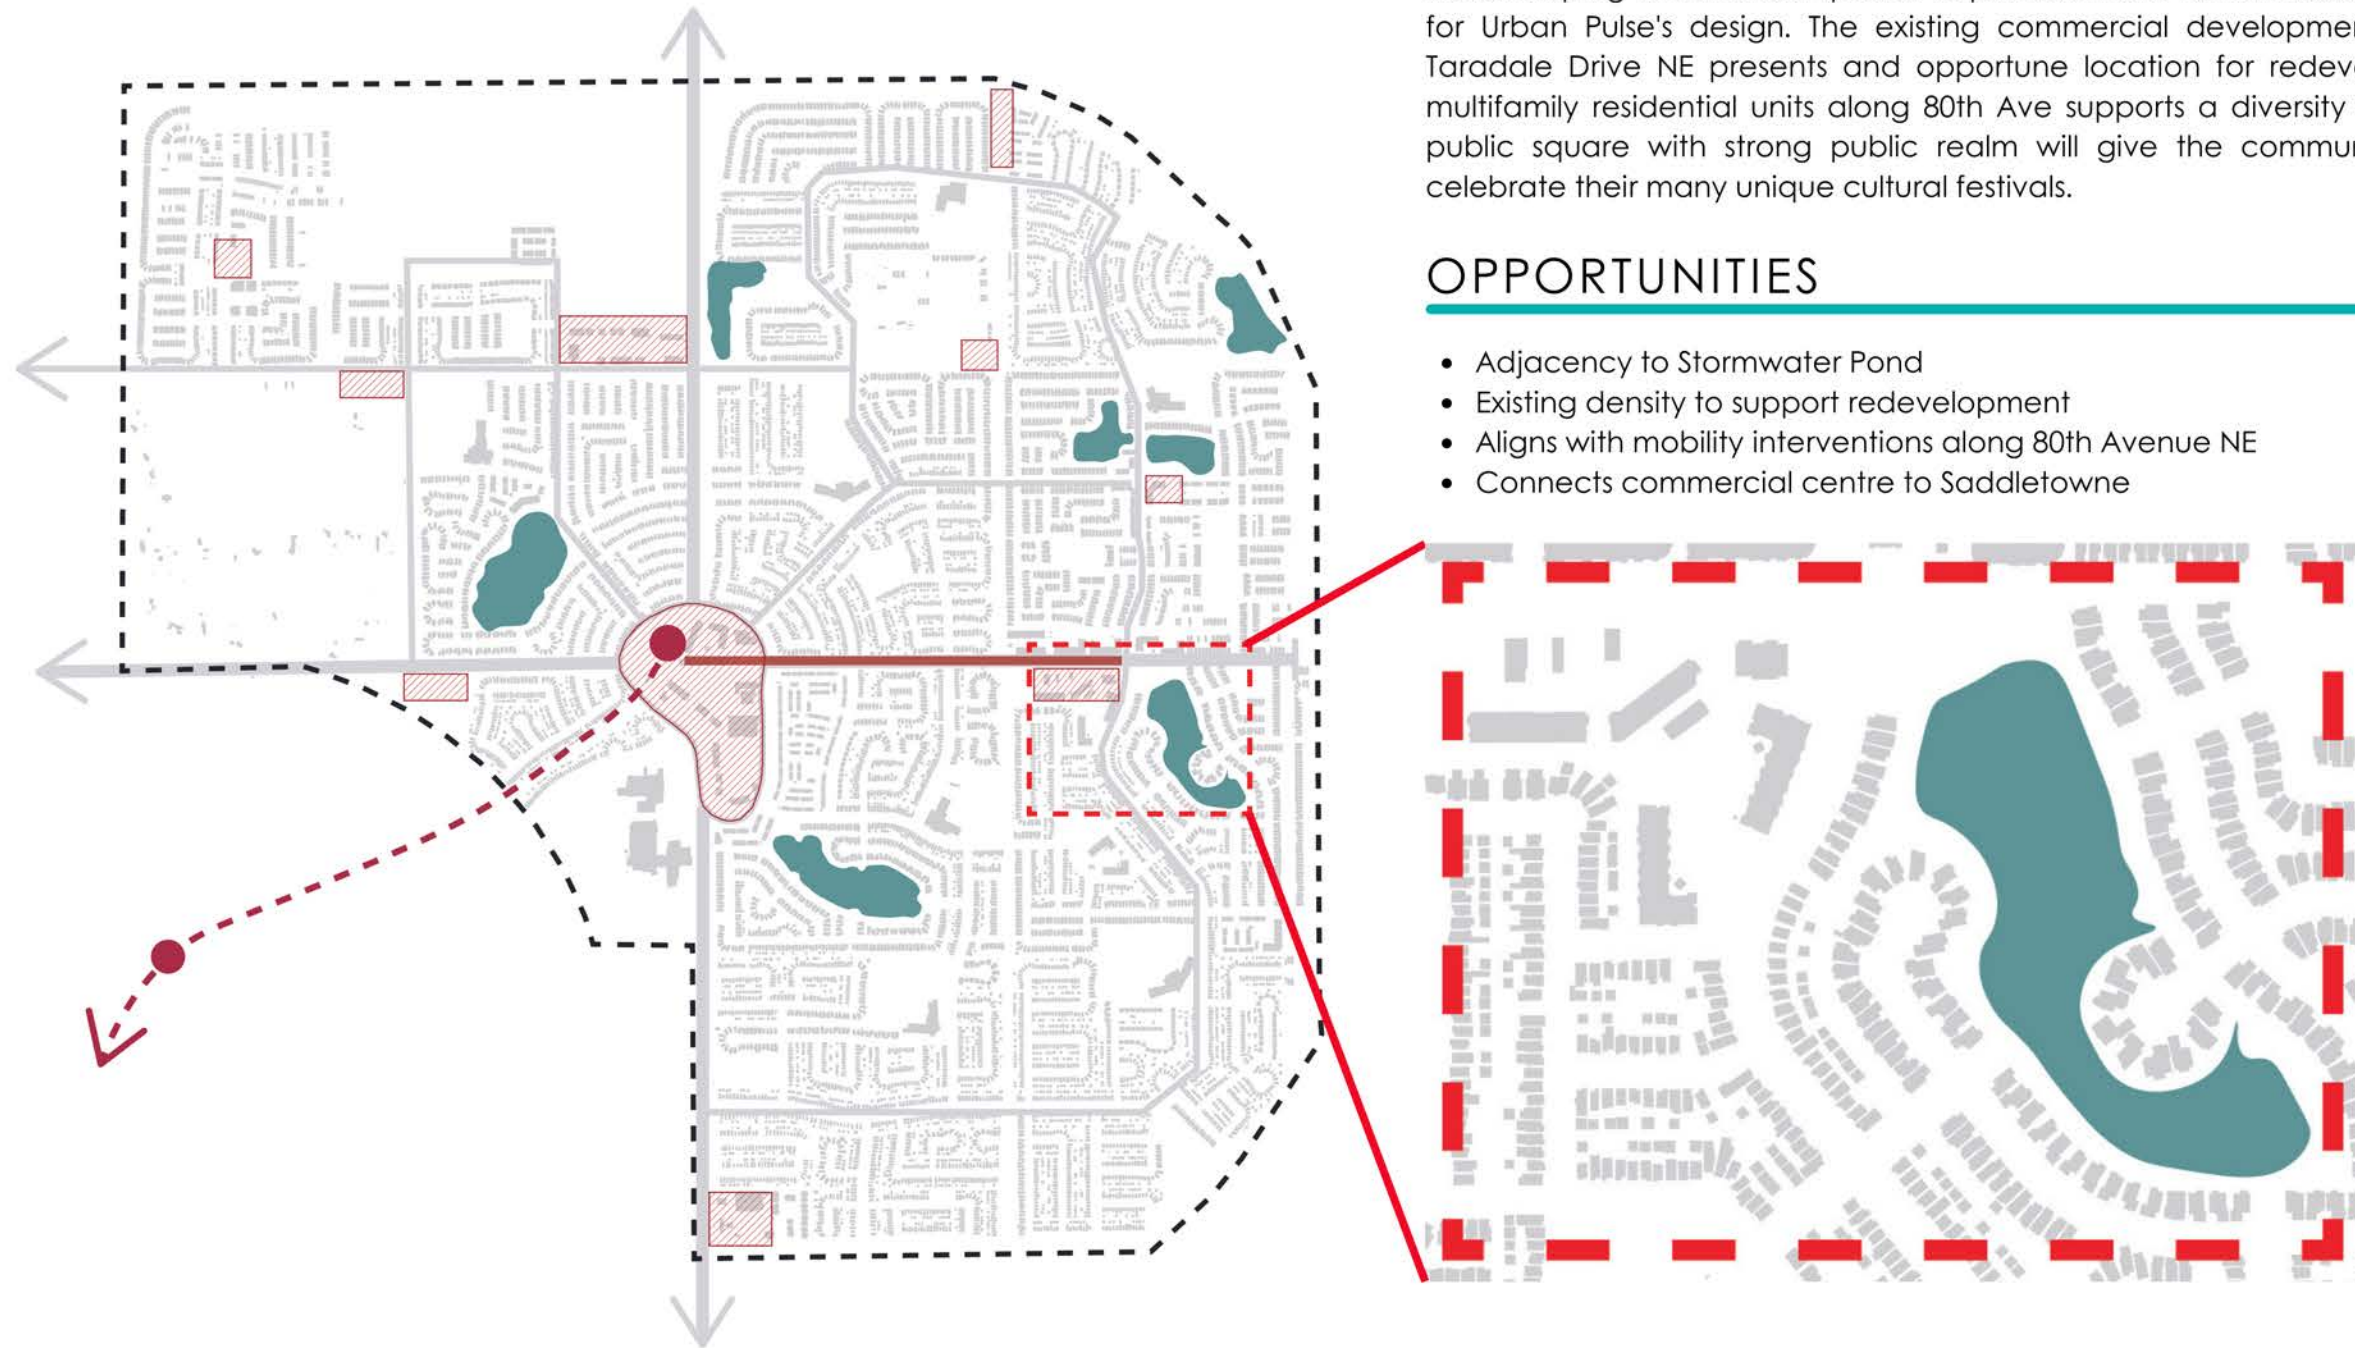 for Urban Pulse's design. The existing commercial developmen
Taradale Drive NE presents and opportune location for redev
multifamily residential units along 80th Ave supports a diversity
public square with strong public realm will give the commu
celebrate their many unique cultural festivals.
OPPORTUNITIES
• Adjacency to Stormwater Pond
• Existing density to support redevelopment
• Aligns with mobility interventions along 80th Avenue NE
• Connects commercial centre to Saddletowne